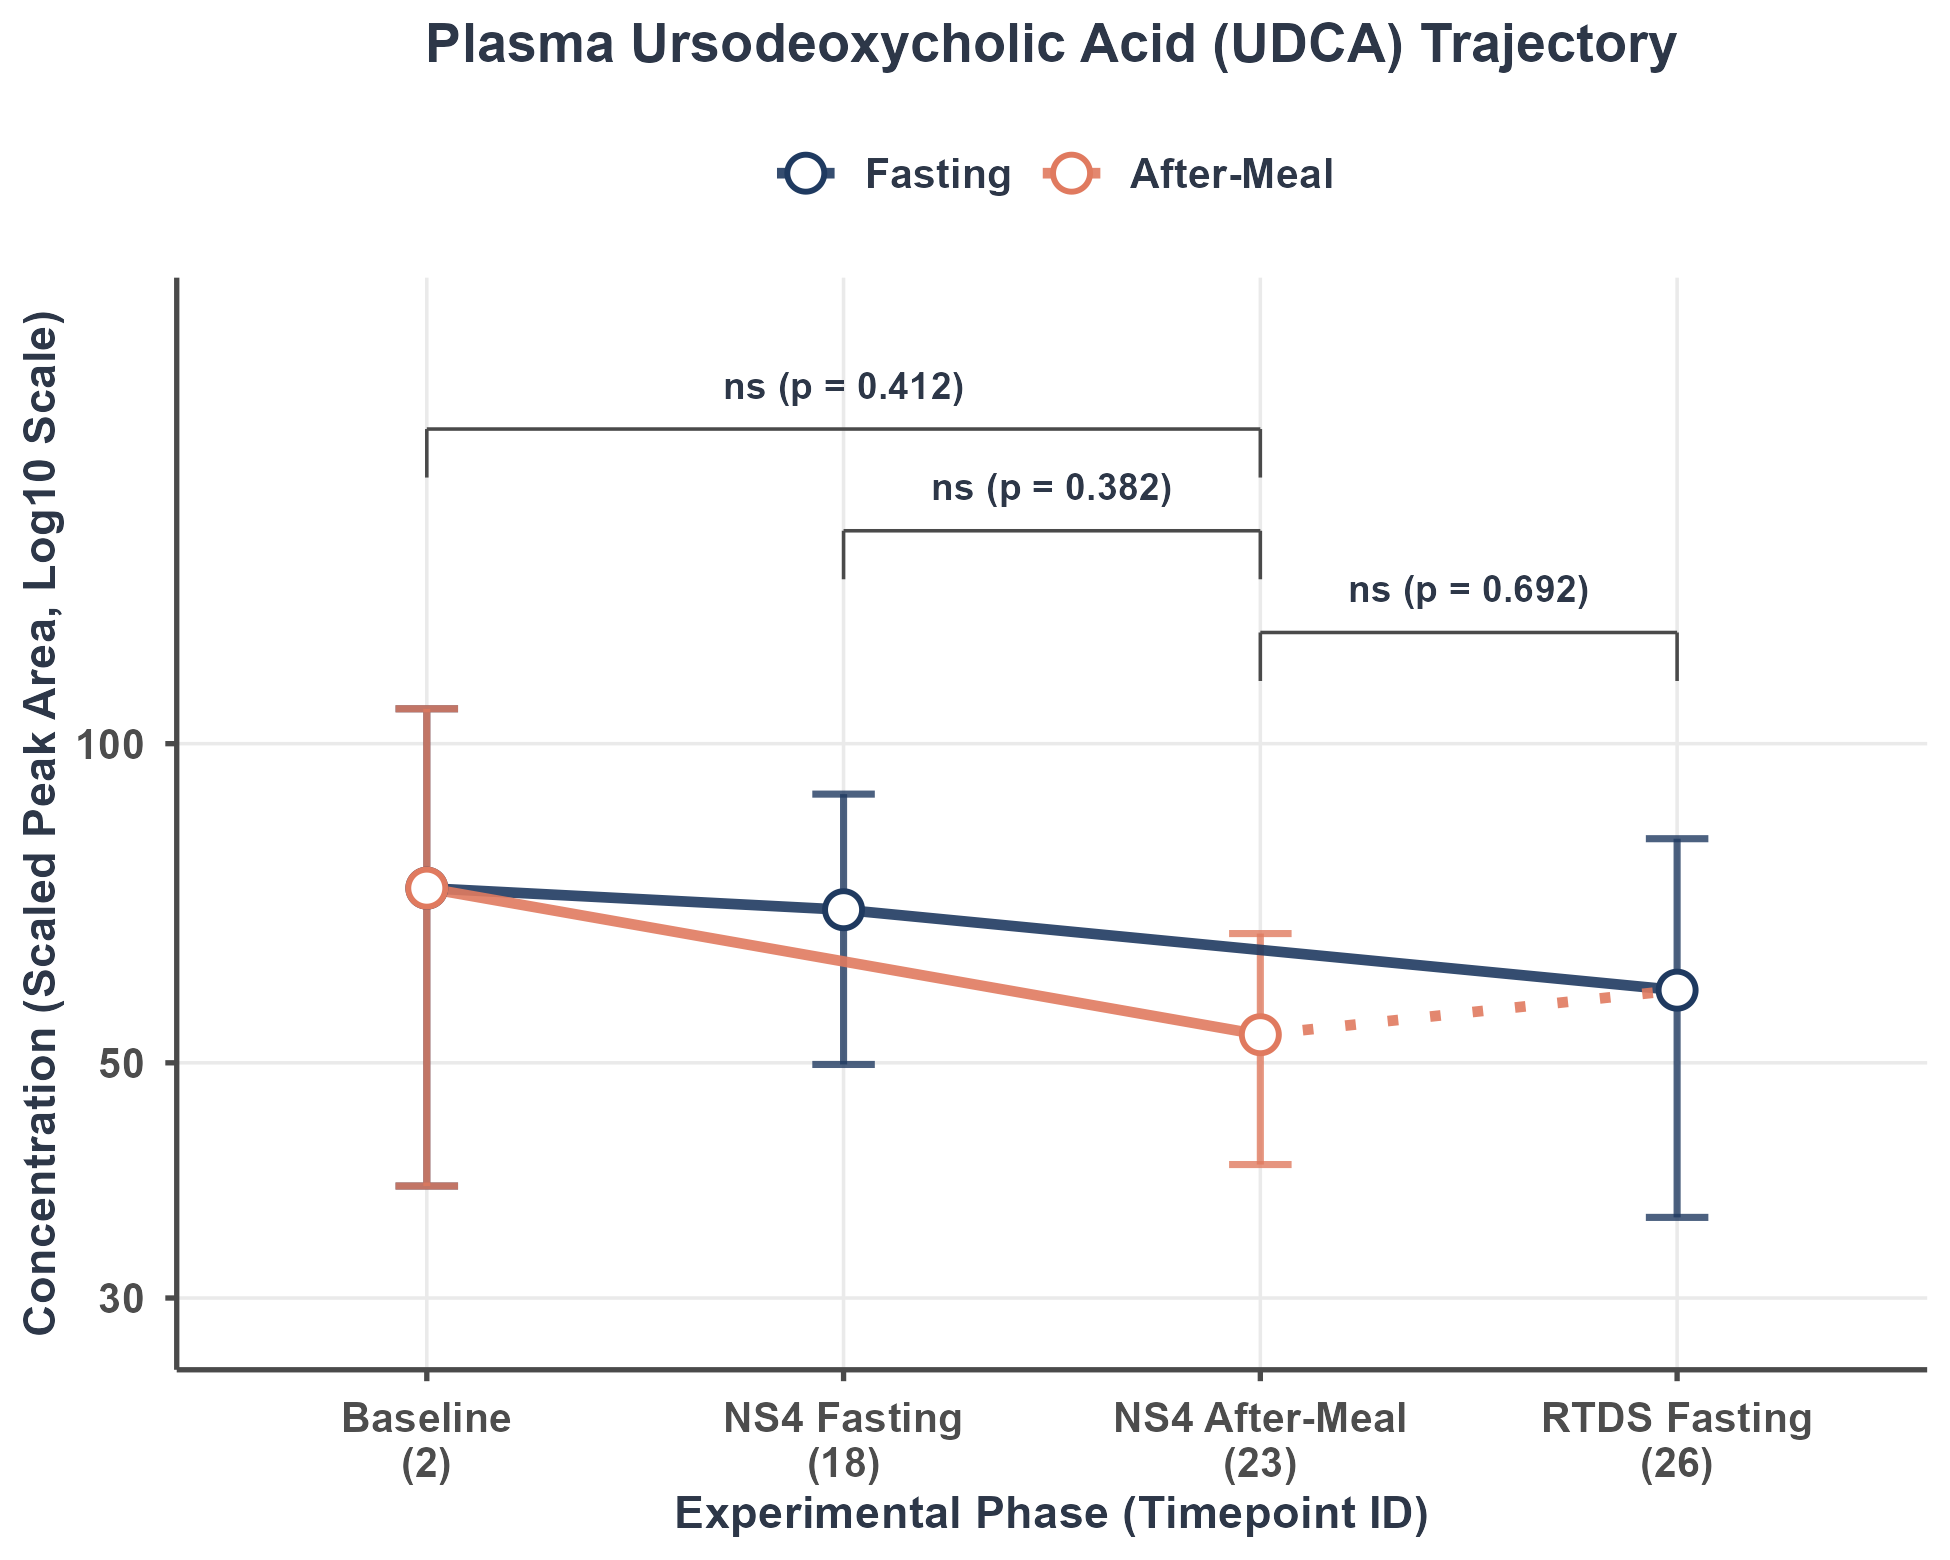 Plasma Ursodeoxycholic Acid (UDCA) Trajectory
Fasting
After-Meal
Concentration (Scaled Peak Area, Log10 Scale)
ns (p = 0.412)
ns (p = 0.382)
ns (p = 0.692)
100
50
30
Baseline
(2)
NS4 Fasting
(18)
NS4 After-Meal
(23)
RTDS Fasting
(26)
Experimental Phase (Timepoint ID)